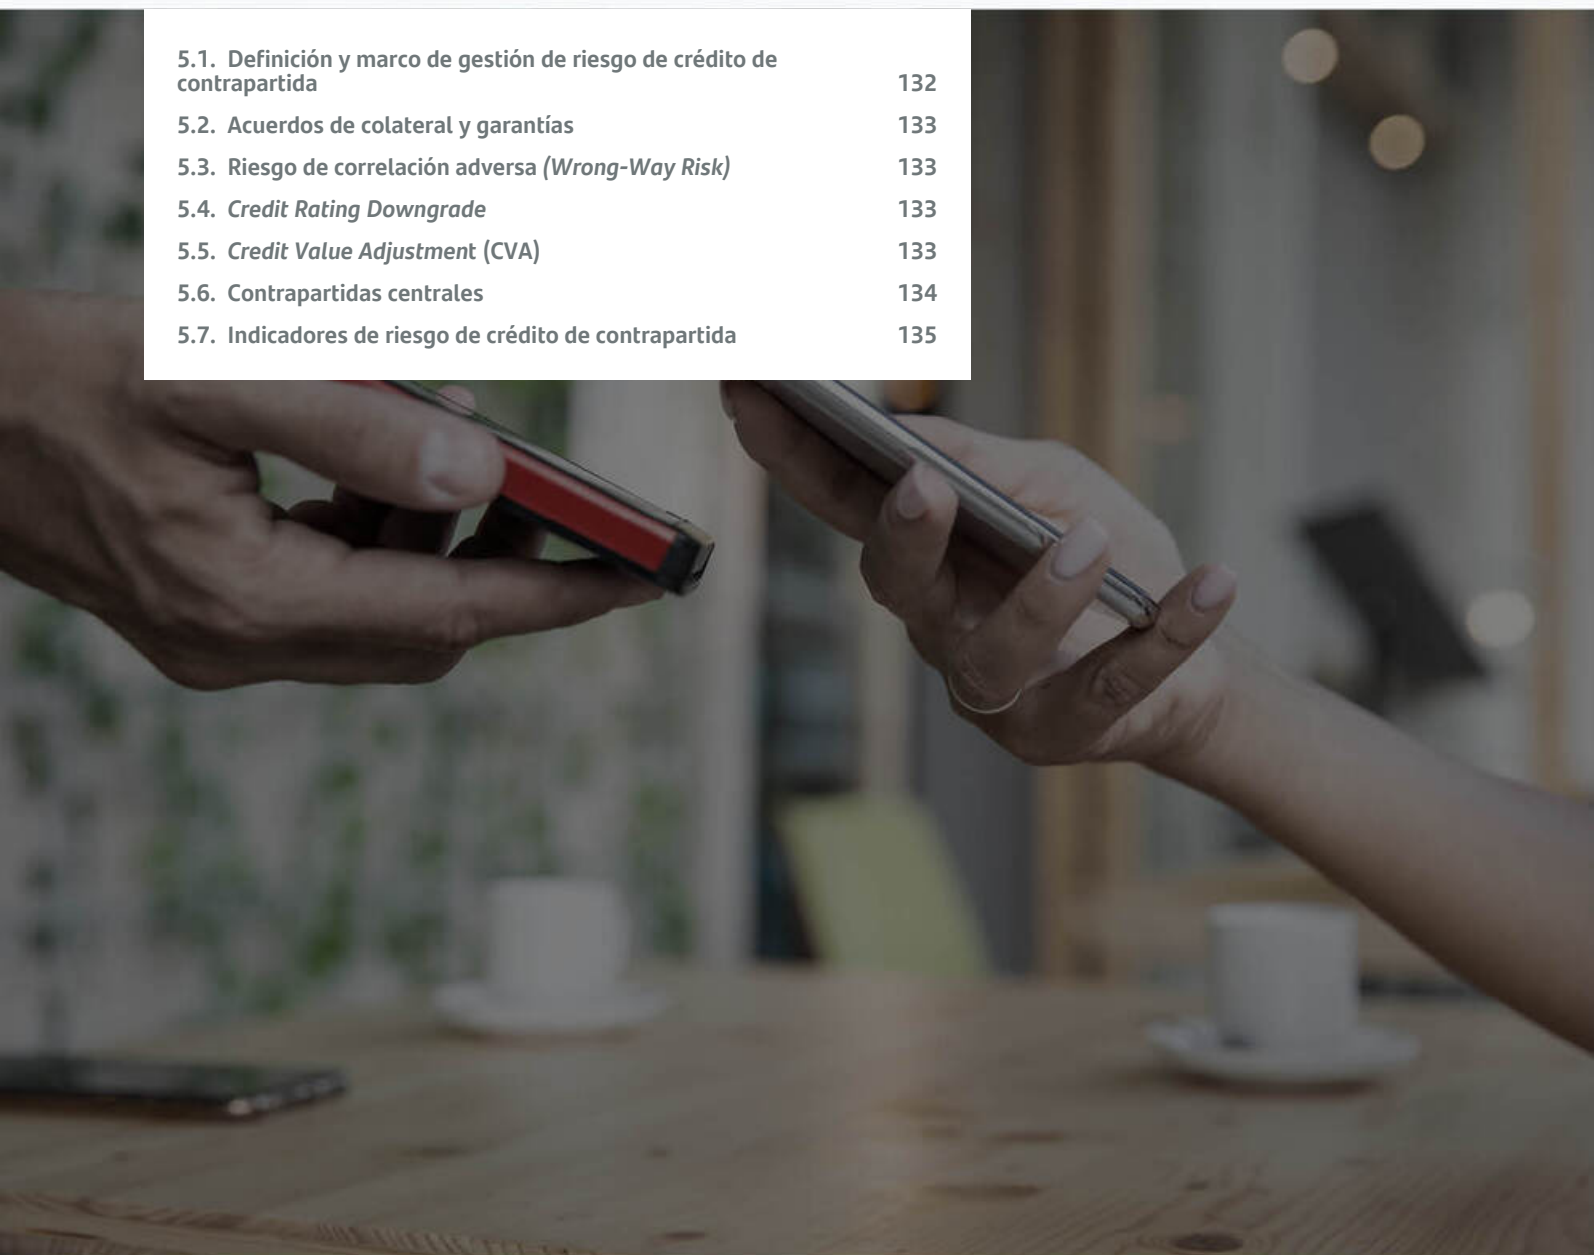 5.1. Definición y marco de gestión de riesgo de crédito de
contrapartida 132
5.2. Acuerdos de colateral y garantías 133
5.3. Riesgo de correlación adversa (Wrong-Way Risk) 133
5.4. Credit Rating Downgrade 133
5.5. Credit Value Adjustment (CVA) 133
5.6. Contrapartidas centrales 134
5.7. Indicadores de riesgo de crédito de contrapartida 135